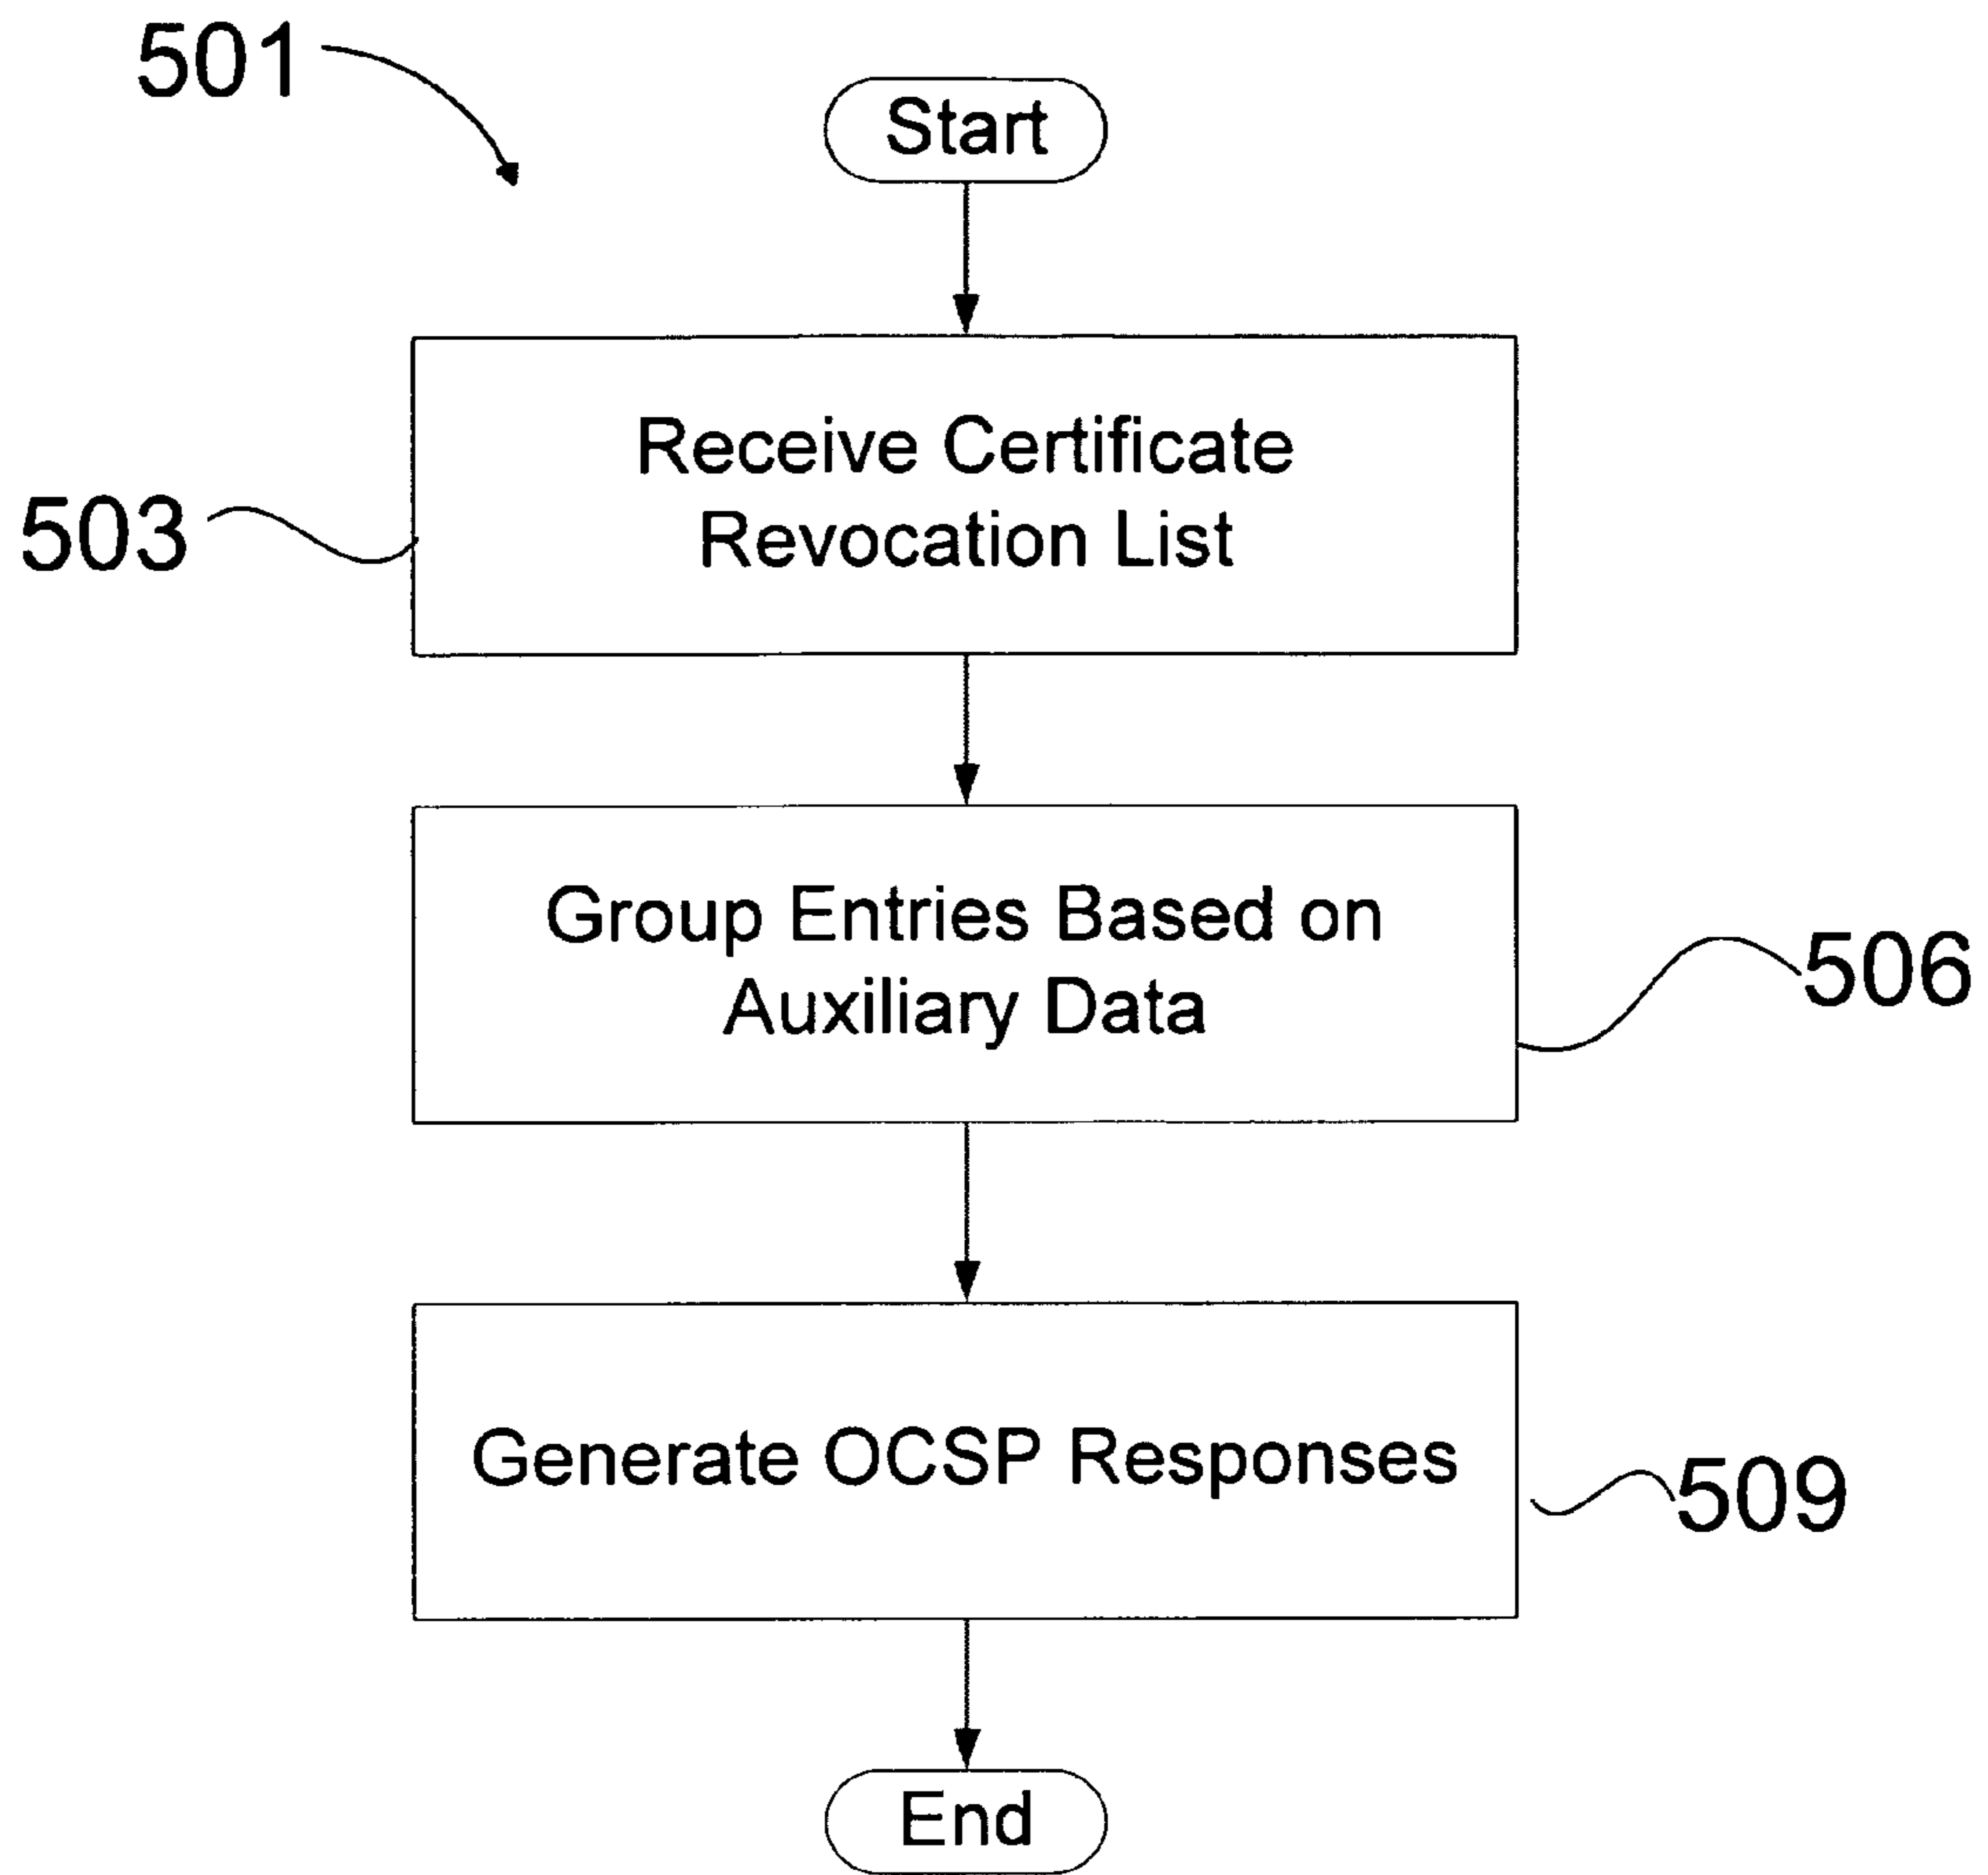 501
Start
Receive Certificate
Revocation List
503
Group Entries Based on
Auxiliary Data
506
Generate OCSP Responses
509
End